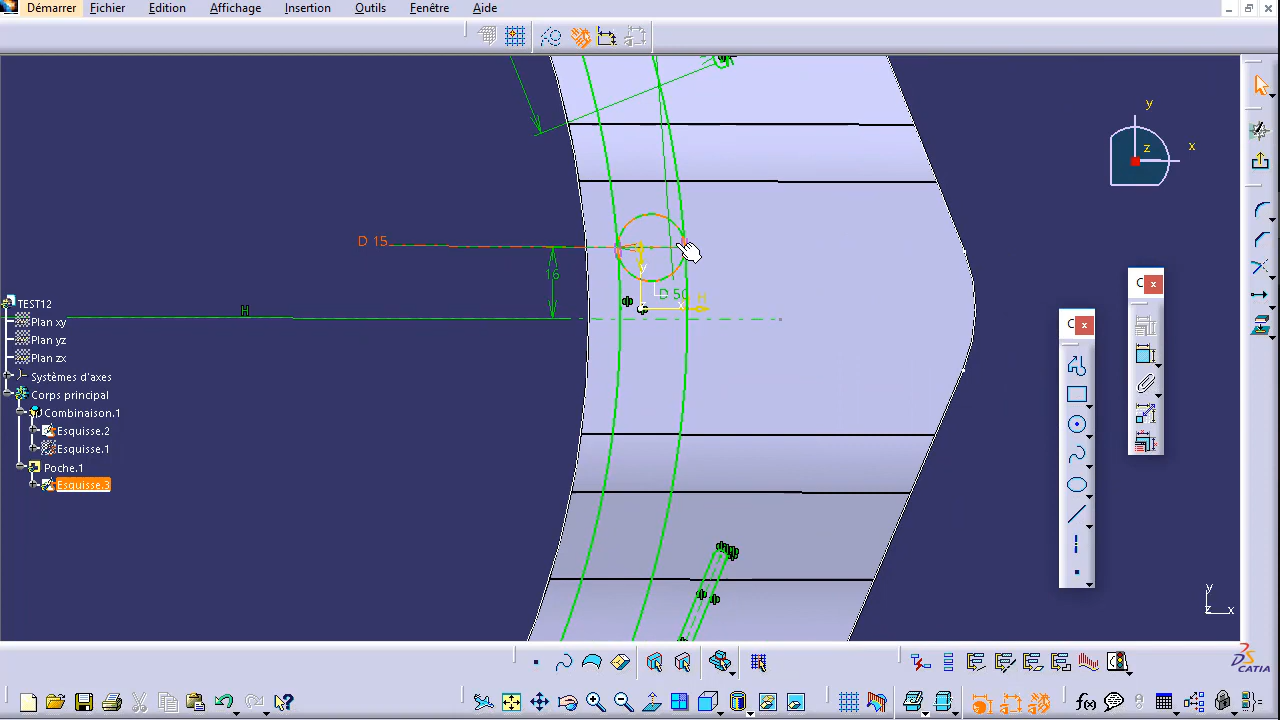 Démarrer Fichier Edition Affichage Insertion Outils Fenêtre Aide
y
x
z
D 15
16
y
D 50
H
x
H
TEST12
Plan xy
Plan yz
Plan zx
Systèmes d'axes
Corps principal
Combinaison.1
Esquisse.2
Esquisse.1
Poche.1
Esquisse.3
C
C
y
z x
CATIA
f(x)